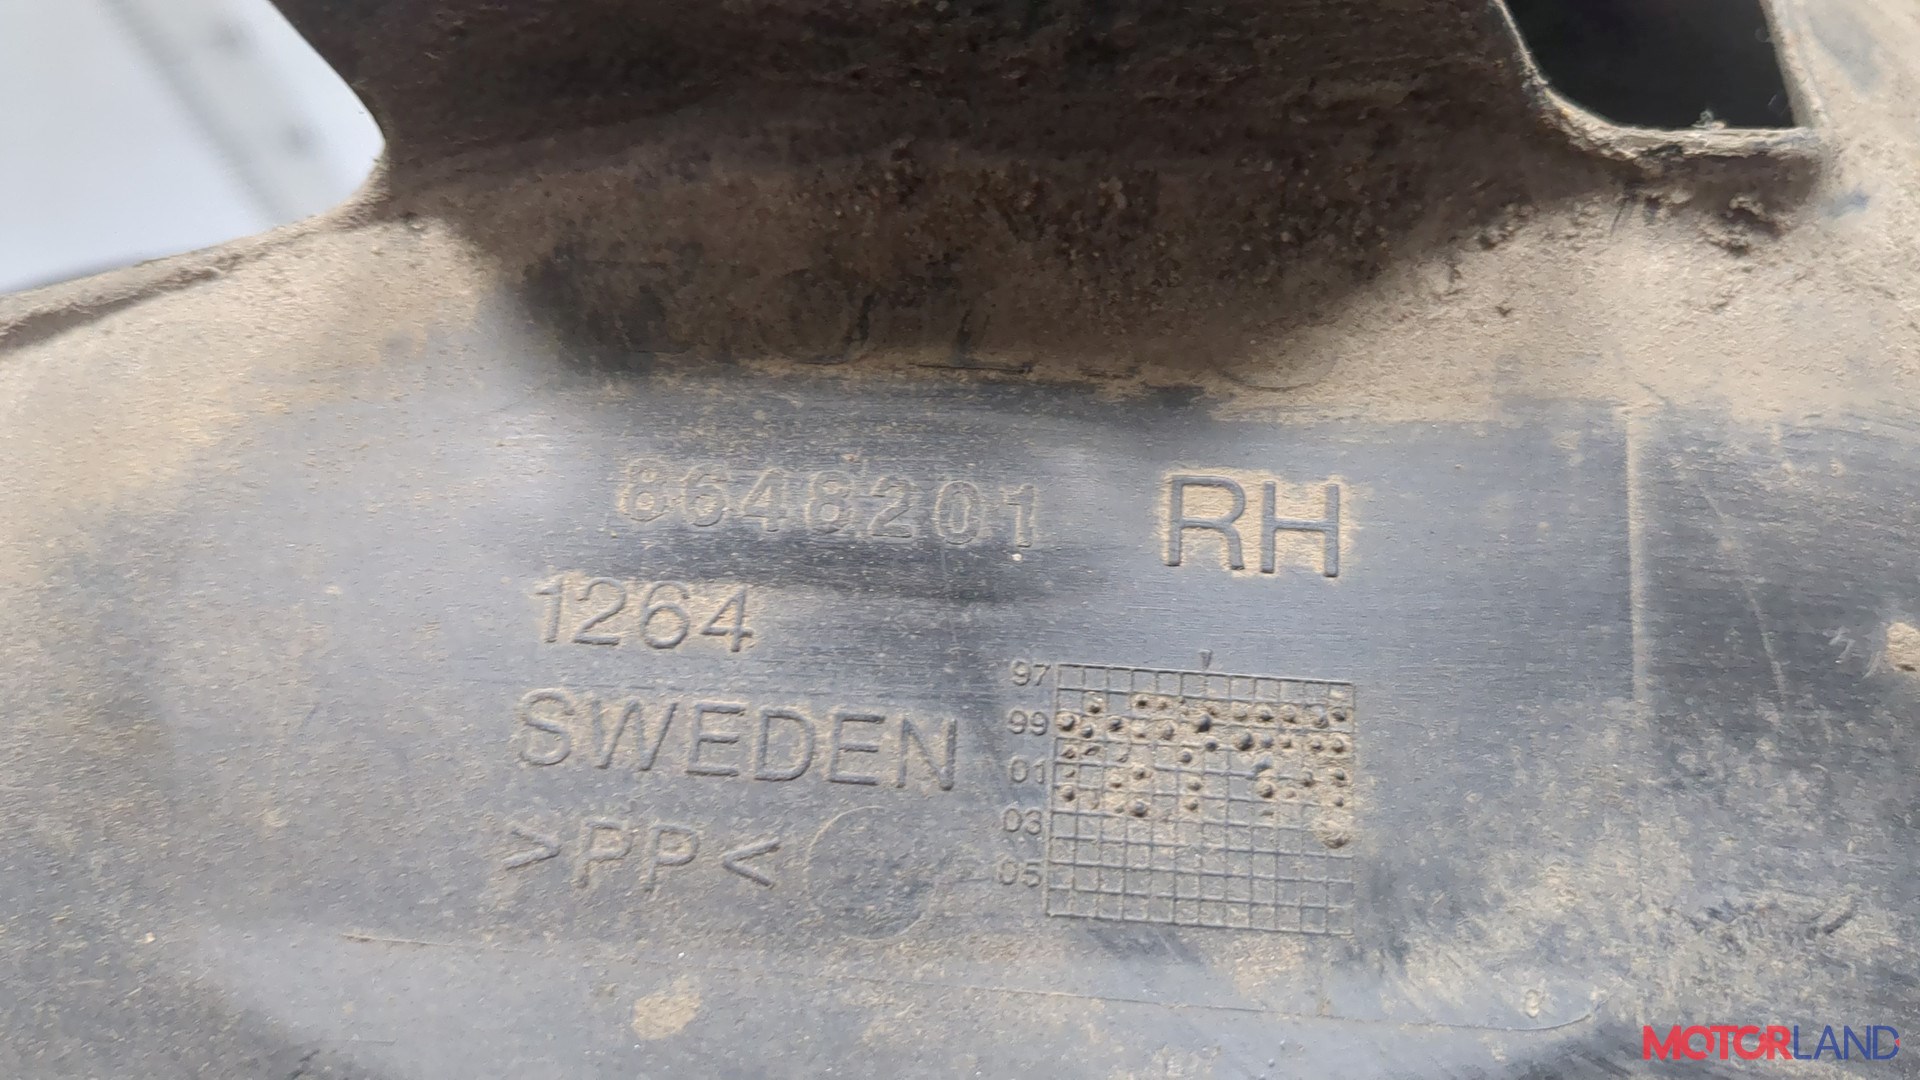 8648201 RH
1264
SWEDEN
>PP<
97
99
01
03
05
MOTORLAND